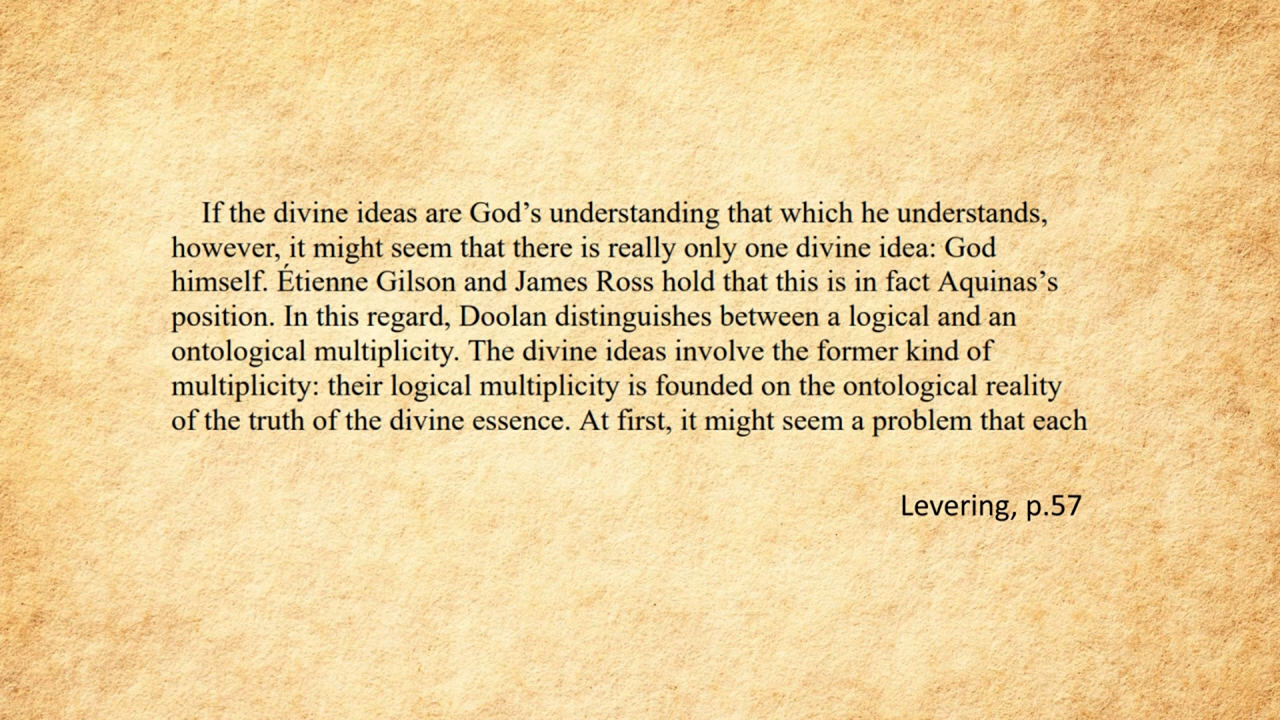 If the divine ideas are God’s understanding that which he understands,
however, it might seem that there is really only one divine idea: God
himself. Étienne Gilson and James Ross hold that this is in fact Aquinas’s
position. In this regard, Doolan distinguishes between a logical and an
ontological multiplicity. The divine ideas involve the former kind of
multiplicity: their logical multiplicity is founded on the ontological reality
of the truth of the divine essence. At first, it might seem a problem that each
Levering, p.57